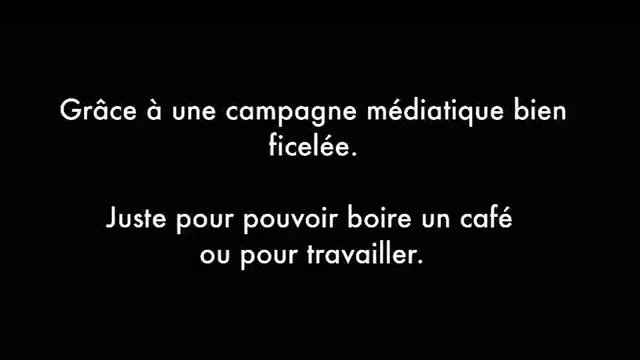 Grâce à une campagne médiatique bien
ficelée.
Juste pour pouvoir boire un café
ou pour travailler.